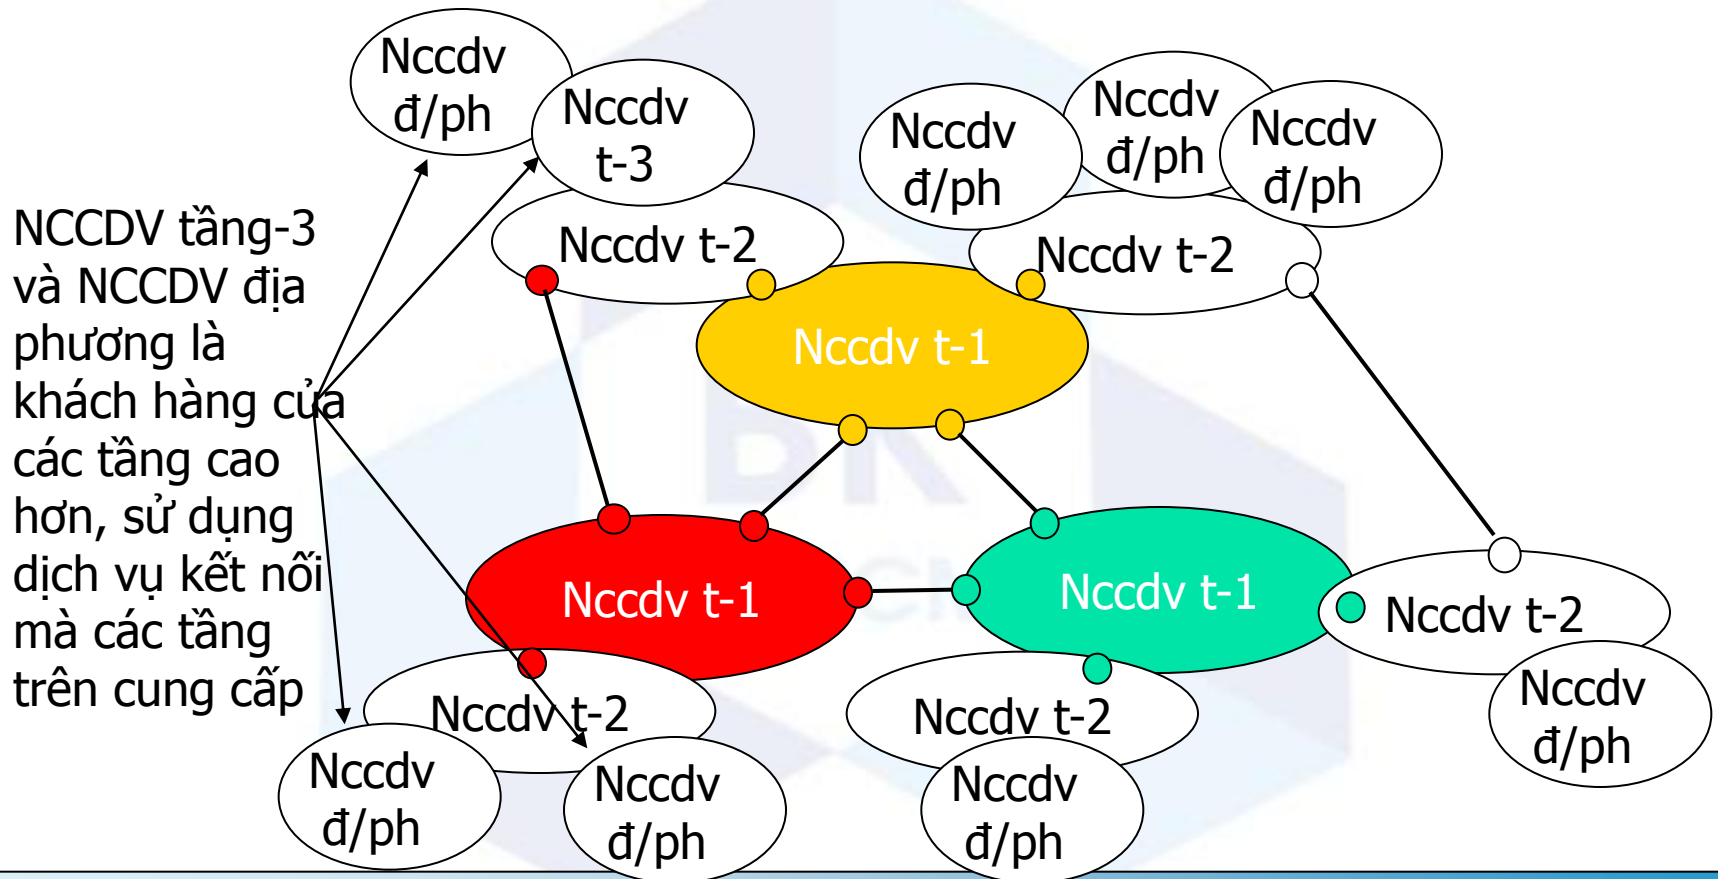 Nccdv
đ/ph
Nccdv
t-3
Nccdv
đ/ph
Nccdv
đ/ph
Nccdv
đ/ph
NCCDV tầng-3
và NCCDV địa
phương là
khách hàng của
các tầng cao
hơn, sử dụng
dịch vụ kết nối
mà các tầng
trên cung cấp
Nccdv t-2
Nccdv t-2
Nccdv t-1
Nccdv t-1
Nccdv t-1
Nccdv t-2
Nccdv t-2
Nccdv t-2
Nccdv
đ/ph
Nccdv
đ/ph
Nccdv
đ/ph
Nccdv
đ/ph